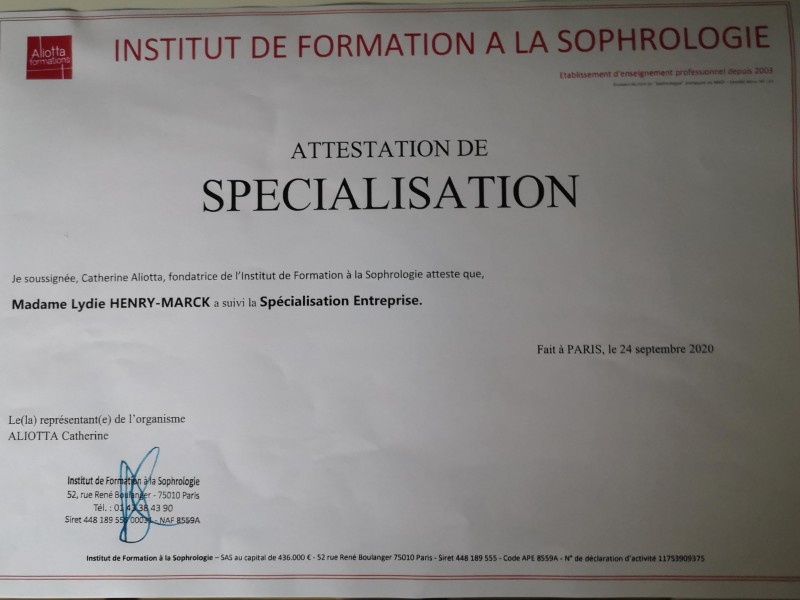 Aliotta
formations
INSTITUT DE FORMATION A LA SOPHROLOGIE
Etablissement d'enseignement professionnel depuis 2003
ATTESTATION DE
SPECIALISATION
Je soussignée, Catherine Aliotta, fondatrice de l'Institut de Formation à la Sophrologie atteste que,
Madame Lydie HENRY-MARCK a suivi la Spécialisation Entreprise.
Fait à PARIS, le 24 septembre 2020
Le(la) représentant(e) de l'organisme
ALIOTTA Catherine
Institut de Formation à la Sophrologie
52, rue René Boulanger - 75010 Paris
Tél. : 01 43 38 43 90
Siret 448 189 555 - NAF 8559A
Institut de Formation à la Sophrologie – SAS au capital de 436.000 € - 52 rue René Boulanger 75010 Paris - Siret 448 189 555 - Code APE 8559A - N° de déclaration d'activité 11753909375